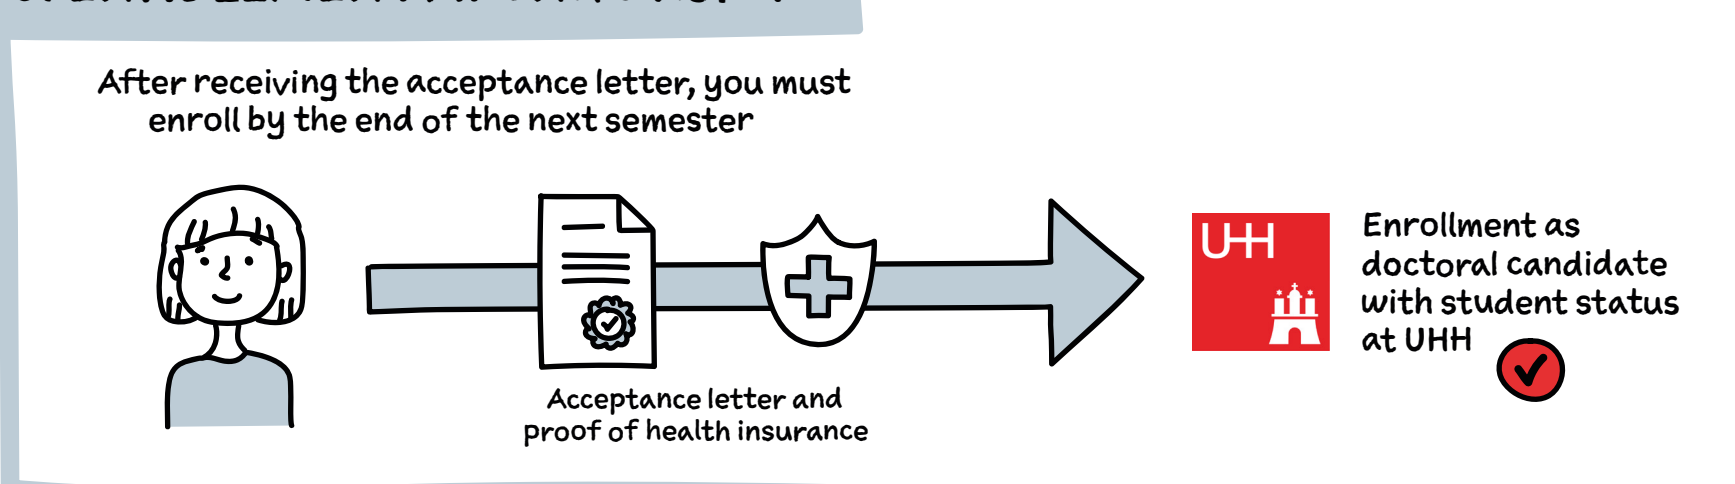 After receiving the acceptance letter, you must
enroll by the end of the next semester
UHH
Enrollment as
doctoral candidate
with student status
at UHH
Acceptance letter and
proof of health insurance